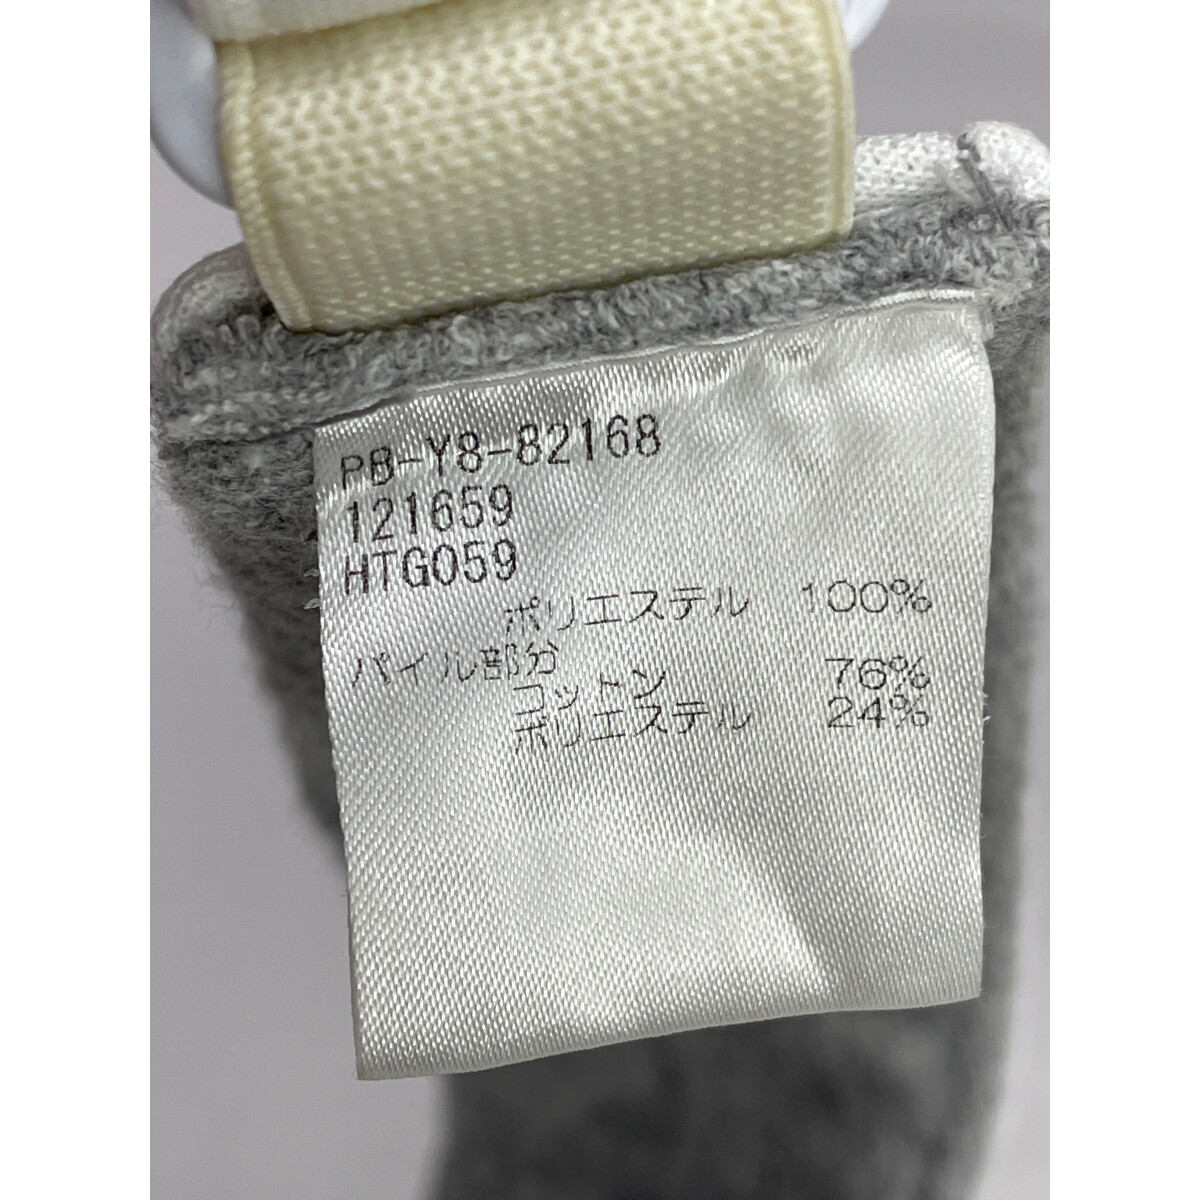 PB-Y8-82168
121659
HTG059
ポリエステル 100%
パイル部分
コットン 76%
ポリエステル 24%